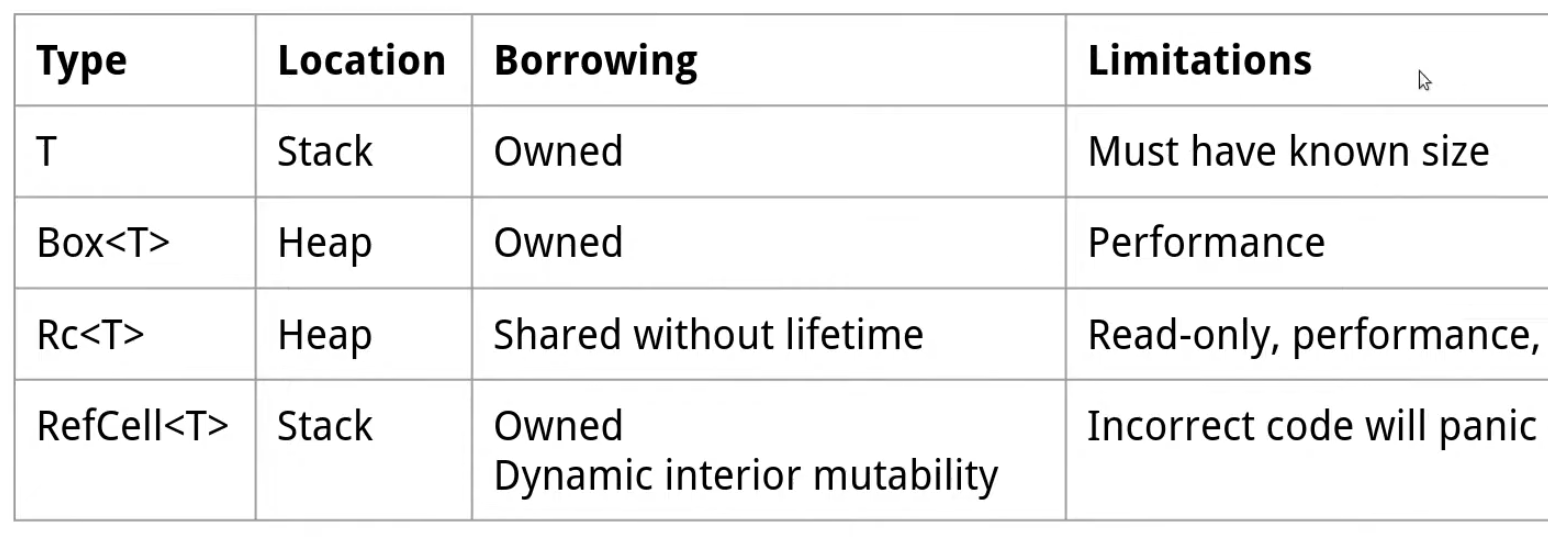 Type Location Borrowing Limitations
T Stack Owned Must have known size
Box<T> Heap Owned Performance
Rc<T> Heap Shared without lifetime Read-only, performance,
RefCell<T> Stack Owned Incorrect code will panic
Dynamic interior mutability